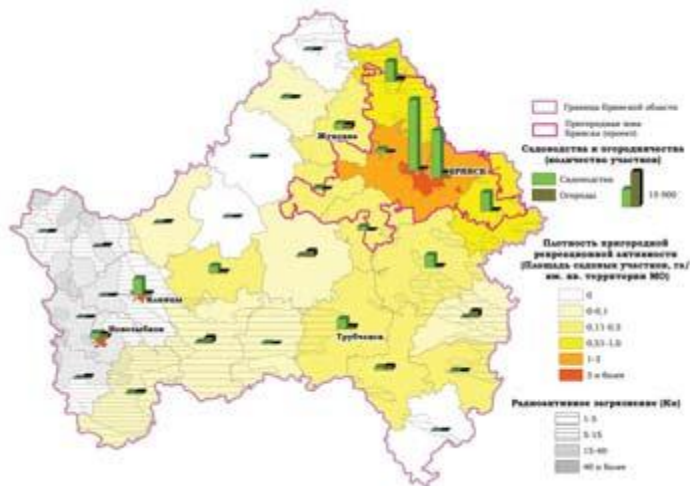 Граница Брянской области
Пригородная зона
Брянска (проект)
Садоводства и огородничества
(количество участков)
Садоводства
Огороды
10 000
Плотность пригородной
рекреационной активности
(Площадь садовых участков, га/
км. кв. территории МО)
0
0-0,1
0,11-0,5
0,51-1,0
1-3
3 и более
Радиоактивное загрязнение (Ки)
1-5
5-15
15-40
40 и более
Жуковка
БРЯНСК
Клинцы
Новозыбков
Трубчевск